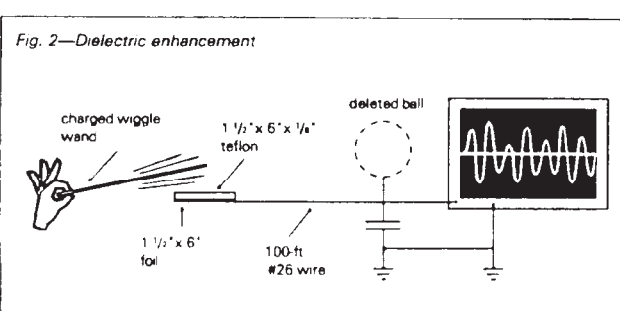 Fig. 2—Dielectric enhancement
charged wiggle
wand
1 1/2" x 6" x 1/8"
teflon
deleted ball
1 1/2" x 6"
foil
100-ft
#26 wire